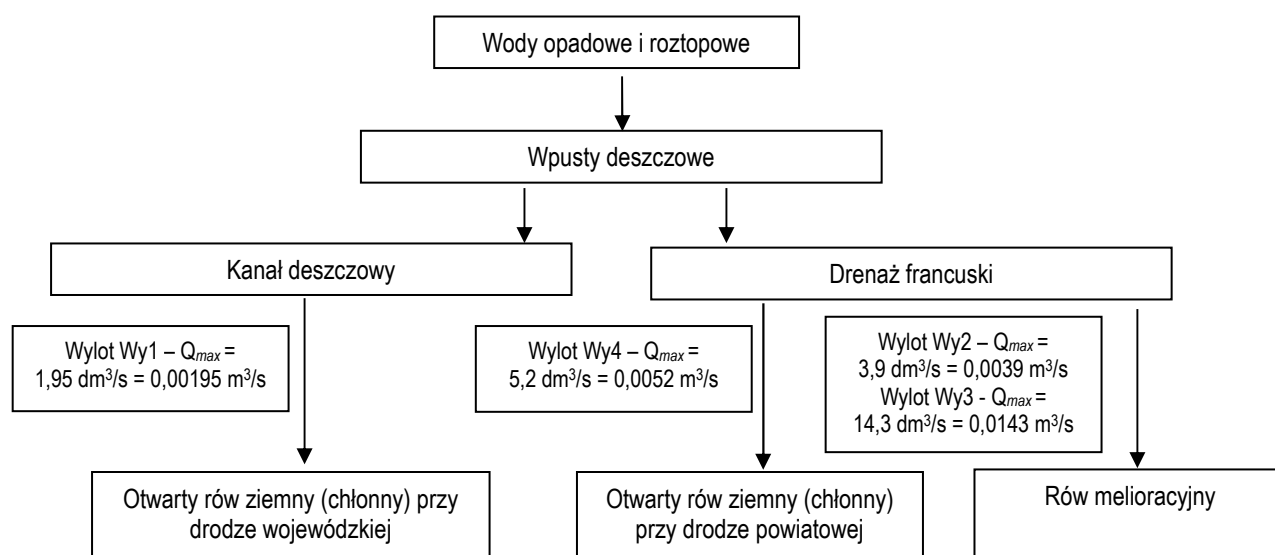 Wody opadowe i roztopowe
Wpusty deszczowe
Kanał deszczowy
Drenaż francuski
Wylot Wy1 – Qmax =
1,95 dm³/s = 0,00195 m³/s
Wylot Wy4 – Qmax =
5,2 dm³/s = 0,0052 m³/s
Wylot Wy2 – Qmax =
3,9 dm³/s = 0,0039 m³/s
Wylot Wy3 - Qmax =
14,3 dm³/s = 0,0143 m³/s
Otwarty rów ziemny (chłonny) przy
drodze wojewódzkiej
Otwarty rów ziemny (chłonny)
przy drodze powiatowej
Rów melioracyjny